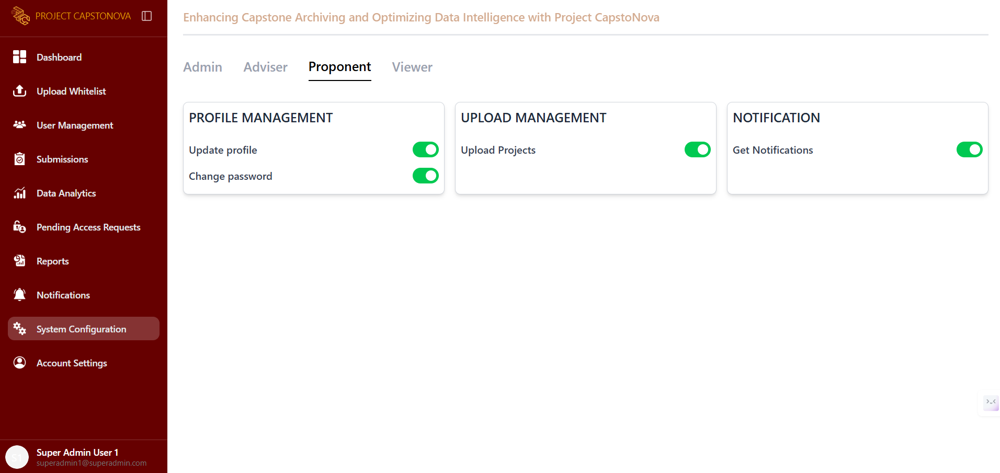 PROJECT CAPSTONOVA
Dashboard
Upload Whitelist
User Management
Submissions
Data Analytics
Pending Access Requests
Reports
Notifications
System Configuration
Account Settings
S1
Super Admin User 1
superadmin1@superadmin.com
Enhancing Capstone Archiving and Optimizing Data Intelligence with Project CapstoNova
Admin
Adviser
Proponent
Viewer
PROFILE MANAGEMENT
Update profile
Change password
UPLOAD MANAGEMENT
Upload Projects
NOTIFICATION
Get Notifications